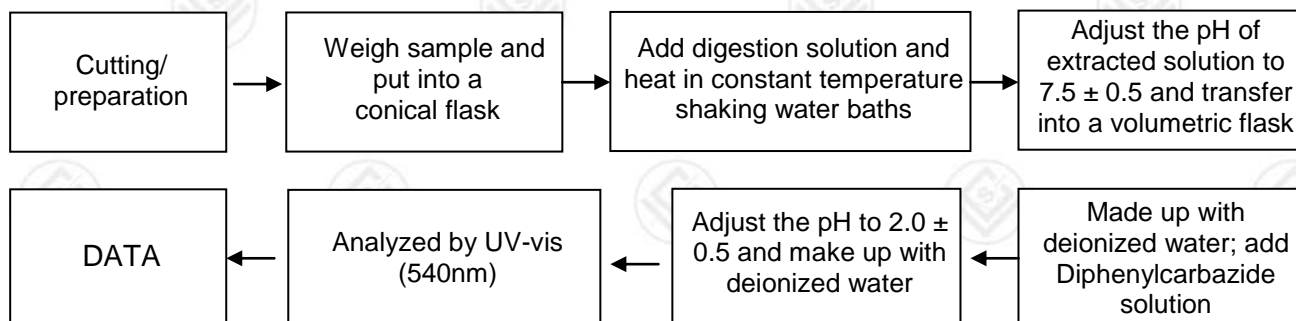 Cutting/
preparation
Weigh sample and
put into a
conical flask
Add digestion solution and
heat in constant temperature
shaking water baths
Adjust the pH of
extracted solution to
7.5 ± 0.5 and transfer
into a volumetric flask
Made up with
deionized water; add
Diphenylcarbazide
solution
Adjust the pH to 2.0 ±
0.5 and make up with
deionized water
Analyzed by UV-vis
(540nm)
DATA